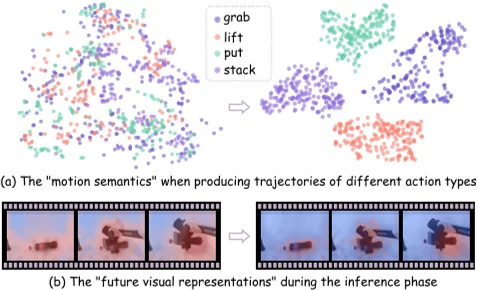 grab
lift
put
stack
(a) The "motion semantics" when producing trajectories of different action types
(b) The "future visual representations" during the inference phase